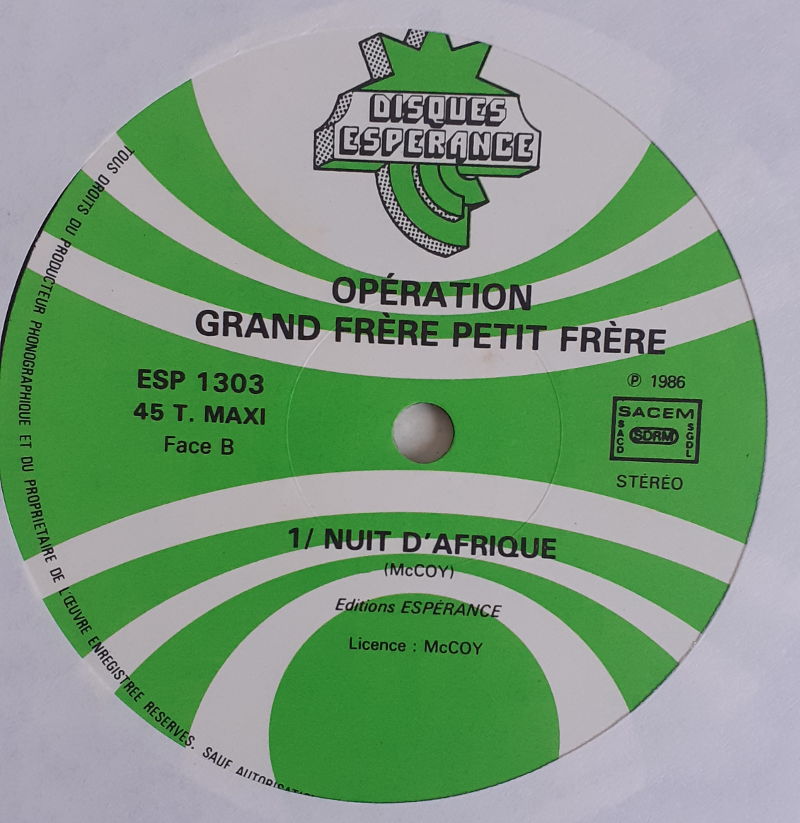 DISQUES
ESPERANCE
OPÉRATION
GRAND FRÈRE PETIT FRÈRE
ESP 1303
45 T. MAXI
Face B
℗ 1986
SACEM
SACD
SDRM
SGDL
STÉRÉO
1/ NUIT D'AFRIQUE
(McCOY)
Editions ESPÉRANCE
Licence : McCOY
TOUS DROITS DU PRODUCTEUR PHONOGRAPHIQUE ET DU PROPRIETAIRE DE L'ŒUVRE ENREGISTREE RESERVES. SAUF